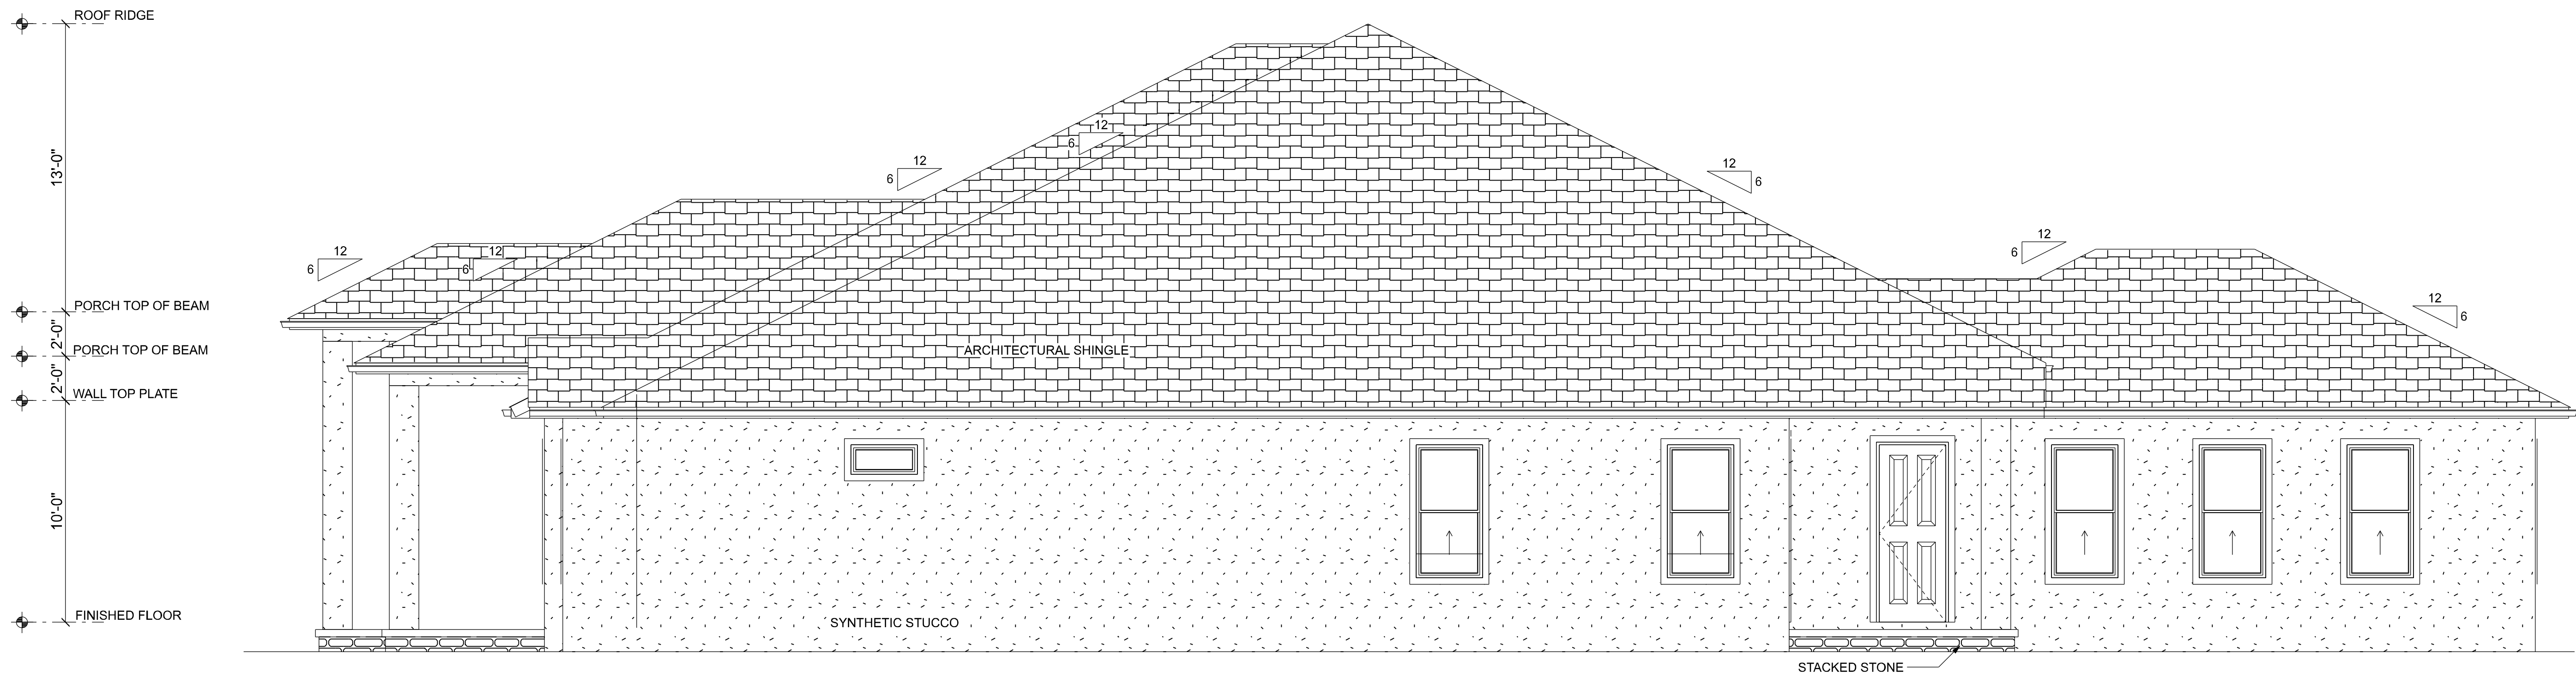 ROOF RIDGE
13'-0"
12
6
12
6
12
6
12
6
12
6
12
6
12
6
PORCH TOP OF BEAM
2'-0"
PORCH TOP OF BEAM
2'-0"
ARCHITECTURAL SHINGLE
WALL TOP PLATE
10'-0"
FINISHED FLOOR
SYNTHETIC STUCCO
STACKED STONE